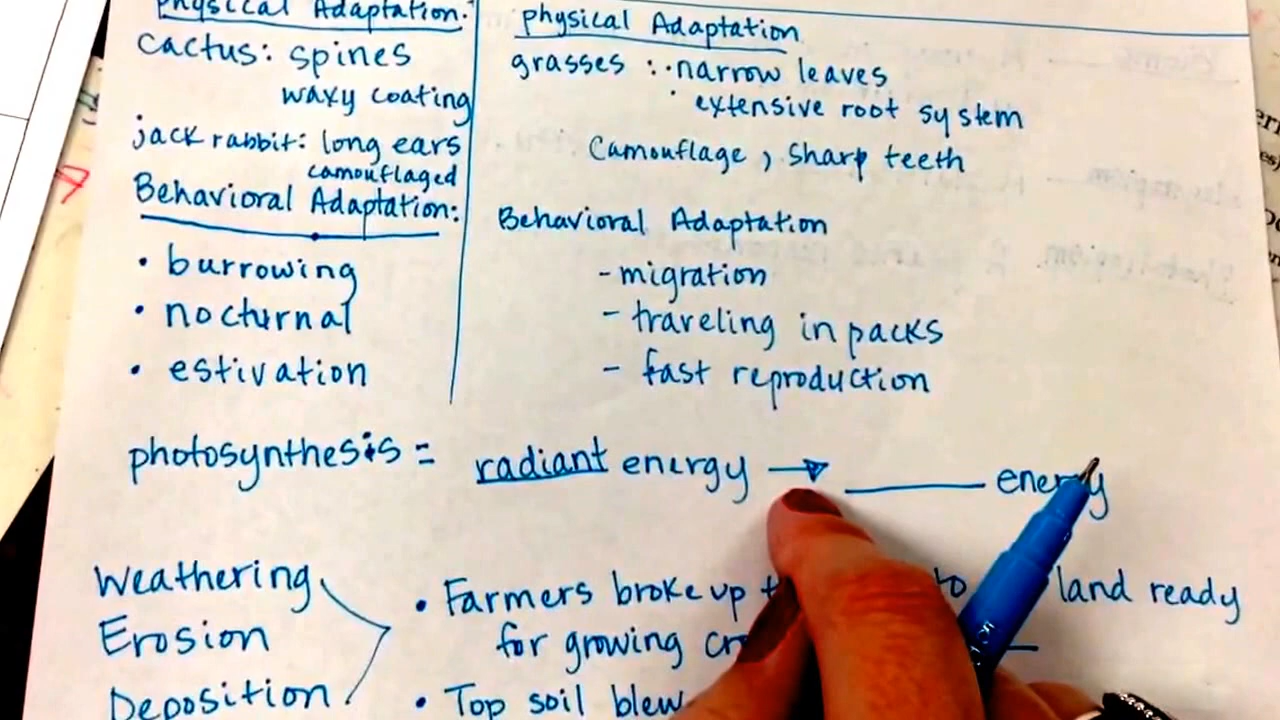 Physical Adaptation:
cactus: spines
waxy coating
jack rabbit: long ears
camouflaged
Behavioral Adaptation:
• burrowing
• nocturnal
• estivation
physical Adaptation
grasses : • narrow leaves
• extensive root system
Camouflage, sharp teeth
Behavioral Adaptation
- migration
- traveling in packs
- fast reproduction
photosynthesis = radiant energy → ______ energy
Weathering
Erosion
Deposition
• Farmers broke up to land ready
for growing
• Top soil blew